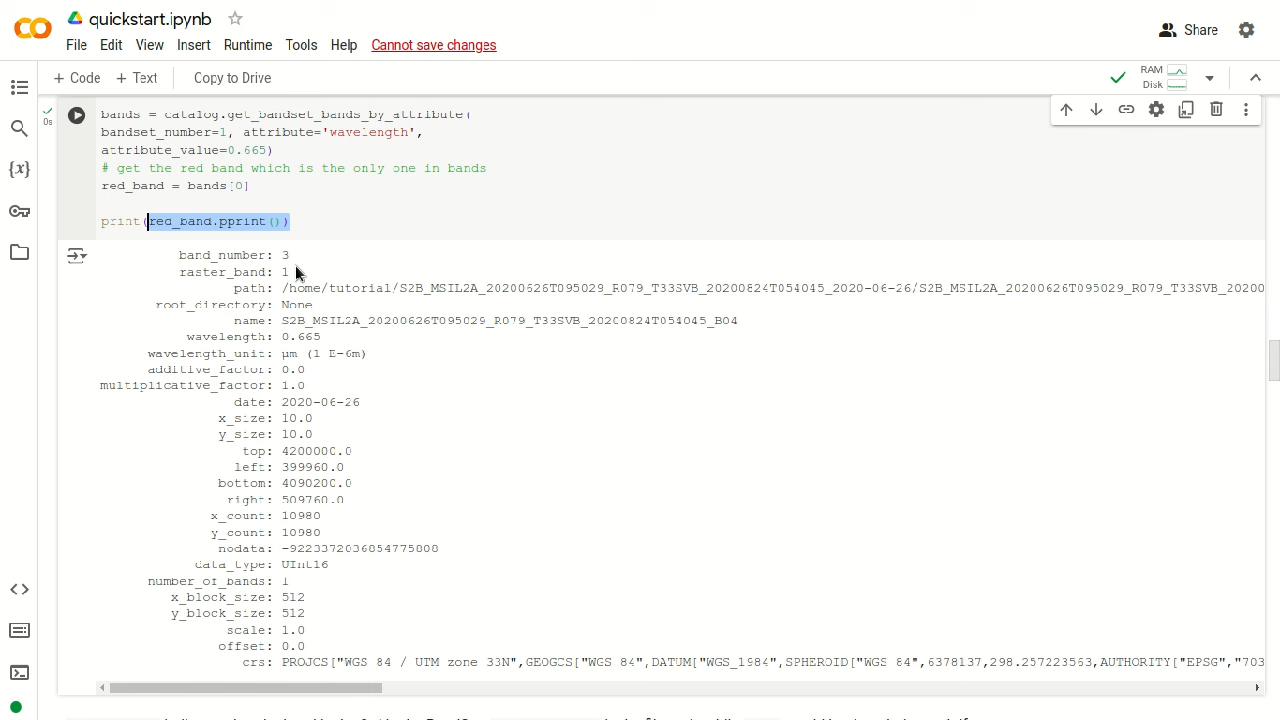 quickstart.ipynb
File Edit View Insert Runtime Tools Help Cannot save changes
Share
+ Code + Text Copy to Drive
RAM
Disk
0s
bands = catalog.get_bandset_bands_by_attribute(
bandset_number=1, attribute='wavelength',
attribute_value=0.665)
# get the red band which is the only one in bands
red_band = bands[0]
print(red_band.pprint())
band_number: 3
raster_band: 1
path: /home/tutorial/S2B_MSIL2A_20200626T095029_R079_T33SVB_20200824T054045_2020-06-26/S2B_MSIL2A_20200626T095029_R079_T33SVB_20200
root_directory: None
name: S2B_MSIL2A_20200626T095029_R079_T33SVB_20200824T054045_B04
wavelength: 0.665
wavelength_unit: µm (1 E-6m)
additive_factor: 0.0
multiplicative_factor: 1.0
date: 2020-06-26
x_size: 10.0
y_size: 10.0
top: 4200000.0
left: 399960.0
bottom: 4090200.0
right: 509760.0
x_count: 10980
y_count: 10980
nodata: -9223372036854775808
data_type: UInt16
number_of_bands: 1
x_block_size: 512
y_block_size: 512
scale: 1.0
offset: 0.0
crs: PROJCS["WGS 84 / UTM zone 33N",GEOGCS["WGS 84",DATUM["WGS_1984",SPHEROID["WGS 84",6378137,298.257223563,AUTHORITY["EPSG","703